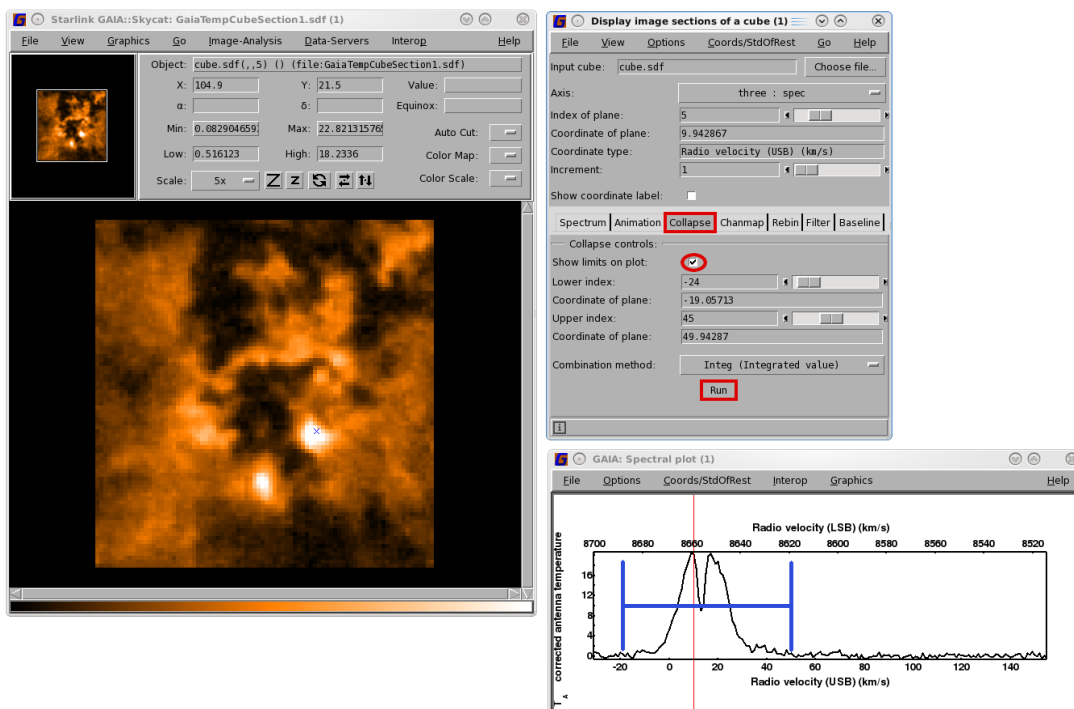 Starlink GAIA::Skycat: GaiaTempCubeSection1.sdf (1)
File View Graphics Go Image-Analysis Data-Servers Interop Help
Object: cube.sdf(,,5) () (file:GaiaTempCubeSection1.sdf)
X: 104.9 Y: 21.5 Value:
α: δ: Equinox:
Min: 0.082904659 Max: 22.82131576 Auto Cut:
Low: 0.516123 High: 18.2336 Color Map:
Scale: 5x Z z Color Scale:
Display image sections of a cube (1)
File View Options Coords/StdOfRest Go Help
Input cube: cube.sdf Choose file...
Axis: three : spec
Index of plane: 5
Coordinate of plane: 9.942867
Coordinate type: Radio velocity (USB) (km/s)
Increment: 1
Show coordinate label:
Spectrum Animation Collapse Chanmap Rebin Filter Baseline
Collapse controls:
Show limits on plot:
Lower index: -24
Coordinate of plane: -19.05713
Upper index: 45
Coordinate of plane: 49.94287
Combination method: Integ (Integrated value)
Run
GAIA: Spectral plot (1)
File Options Coords/StdOfRest Interop Graphics Help
Radio velocity (LSB) (km/s)
8700 8680 8660 8640 8620 8600 8580 8560 8540 8520
T A corrected antenna temperature
16
12
8
4
0
-20 0 20 40 60 80 100 120 140
Radio velocity (USB) (km/s)